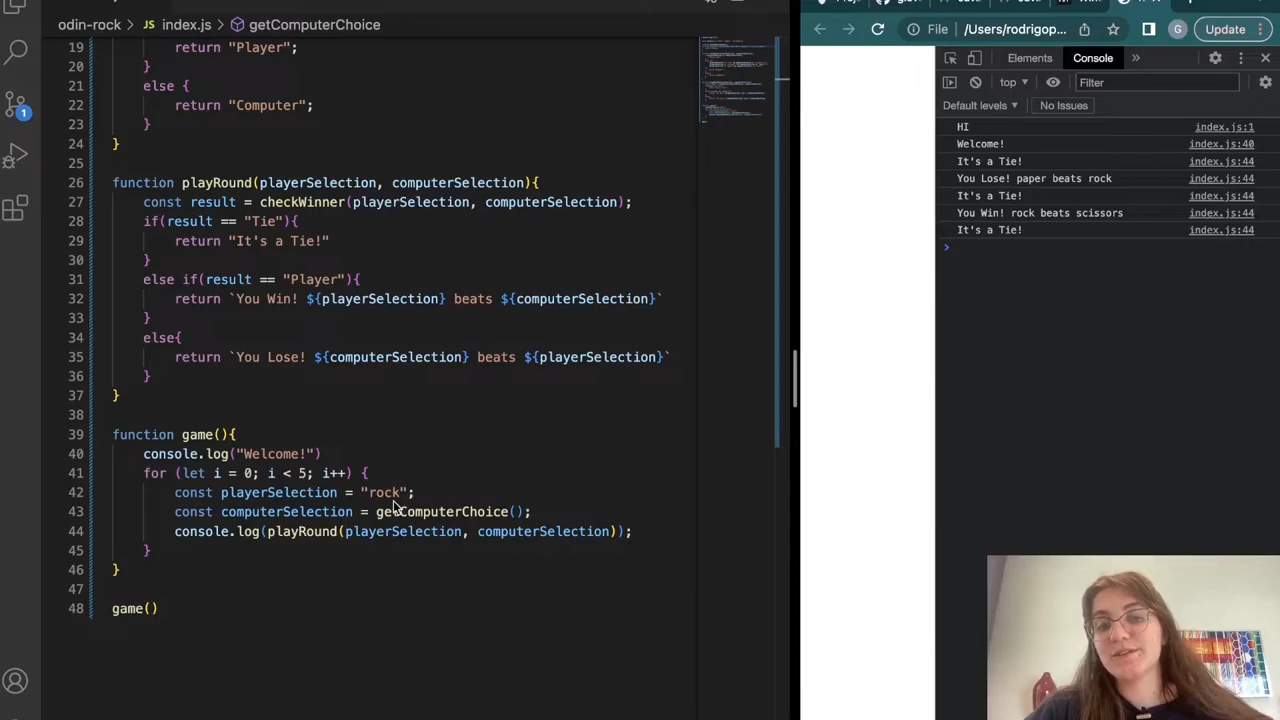 odin-rock > index.js > getComputerChoice
19 return "Player";
20 }
21 else{
22 return "Computer";
23 }
24 }
25
26 function playRound(playerSelection, computerSelection){
27 const result = checkWinner(playerSelection, computerSelection);
28 if(result == "Tie"){
29 return "It's a Tie!"
30 }
31 else if(result == "Player"){
32 return `You Win! ${playerSelection} beats ${computerSelection}`
33 }
34 else{
35 return `You Lose! ${computerSelection} beats ${playerSelection}`
36 }
37 }
38
39 function game(){
40 console.log("Welcome!")
41 for (let i = 0; i < 5; i++) {
42 const playerSelection = "rock";
43 const computerSelection = getComputerChoice();
44 console.log(playRound(playerSelection, computerSelection));
45 }
46 }
47
48 game()
1
File /Users/rodrigop... G Update
Elements Console
top Filter
Default levels No Issues
HI index.js:1
Welcome! index.js:40
It's a Tie! index.js:44
You Lose! paper beats rock index.js:44
It's a Tie! index.js:44
You Win! rock beats scissors index.js:44
It's a Tie! index.js:44